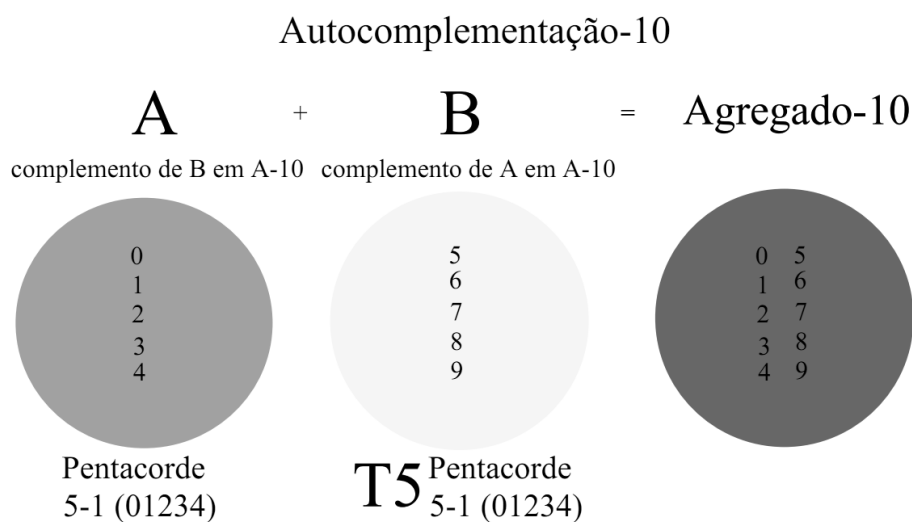 Autocomplementação-10
A + B = Agregado-10
complemento de B em A-10 complemento de A em A-10
0 5 0 5
1 6 1 6
2 7 2 7
3 8 3 8
4 9 4 9
Pentacorde T5 Pentacorde
5-1 (01234) 5-1 (01234)